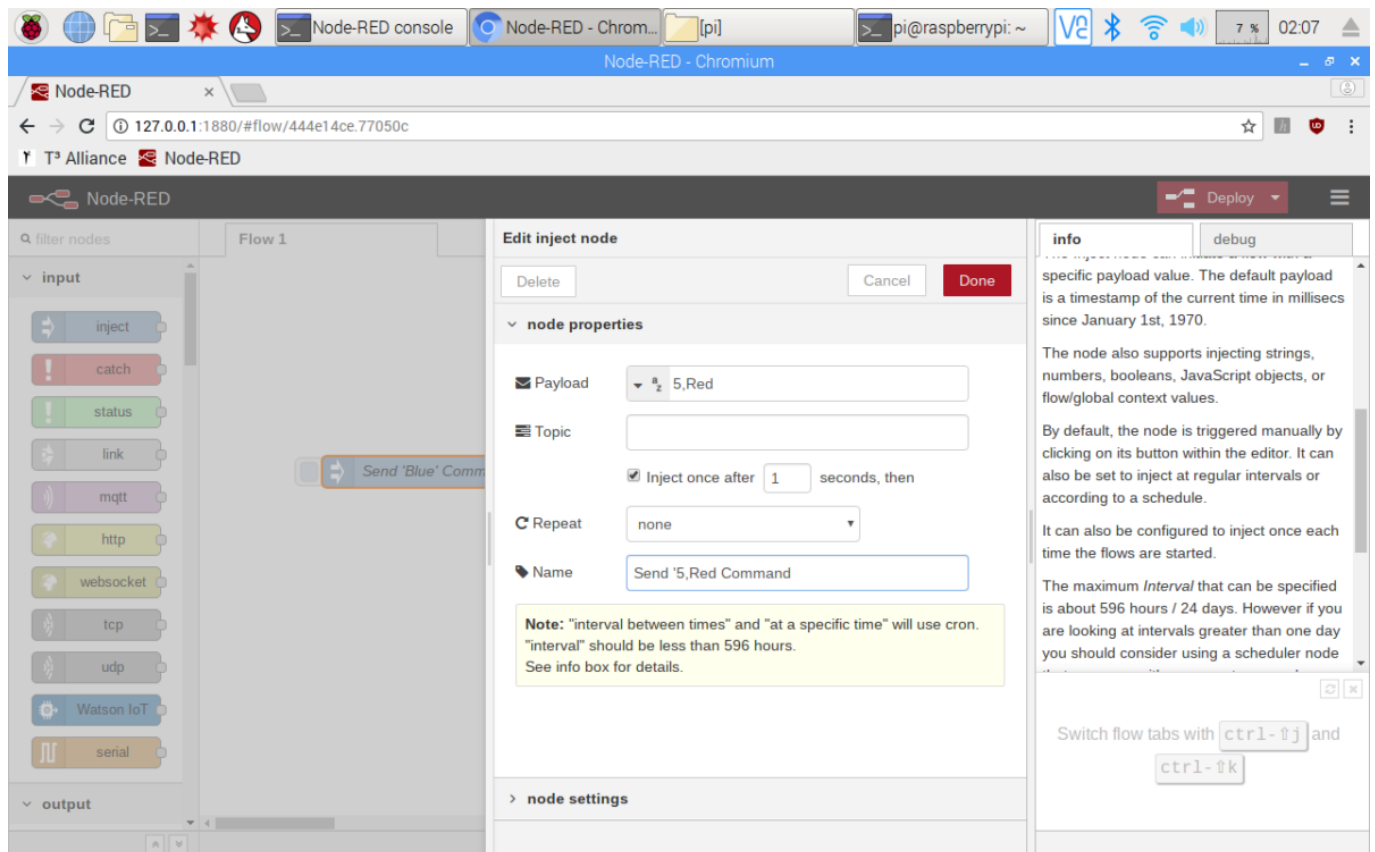 Node-RED console
Node-RED - Chrom...
[pi]
pi@raspberrypi: ~
7 %
02:07
Node-RED - Chromium
Node-RED
127.0.0.1:1880/#flow/444e14ce.77050c
T³ Alliance
Node-RED
Node-RED
Deploy
filter nodes
Flow 1
Edit inject node
info
debug
input
Delete
Cancel
Done
specific payload value. The default payload
is a timestamp of the current time in millisecs
since January 1st, 1970.
node properties
inject
The node also supports injecting strings,
numbers, booleans, JavaScript objects, or
flow/global context values.
catch
Payload
5,Red
status
Topic
By default, the node is triggered manually by
clicking on its button within the editor. It can
also be set to inject at regular intervals or
according to a schedule.
link
Send 'Blue' Comm
Inject once after 1 seconds, then
mqtt
Repeat
none
It can also be configured to inject once each
time the flows are started.
http
Name
Send '5,Red Command
websocket
The maximum Interval that can be specified
is about 596 hours / 24 days. However if you
are looking at intervals greater than one day
you should consider using a scheduler node
tcp
Note: "interval between times" and "at a specific time" will use cron.
"interval" should be less than 596 hours.
See info box for details.
udp
Watson IoT
serial
Switch flow tabs with ctrl-⇧j and
ctrl-⇧k
output
node settings